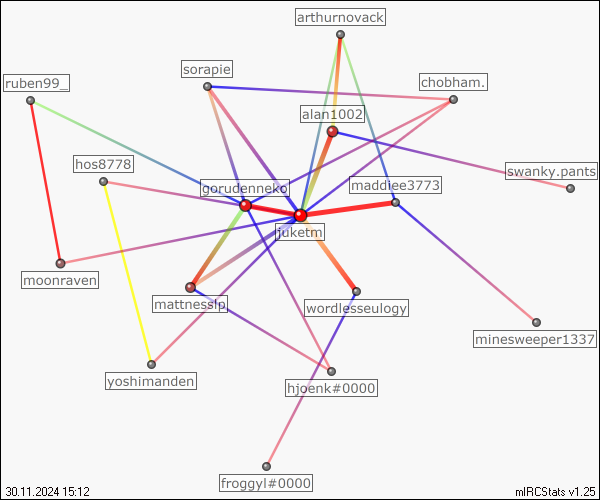 arthurnovack
sorapie
chobham.
ruben99_
alan1002
hos8778
swanky.pants
gorudenneko
maddiee3773
juketm
moonraven
mattnesslp
wordlesseulogy
minesweeper1337
yoshimanden
hjoenk#0000
froggyl#0000
30.11.2024 15:12
mIRCStats v1.25